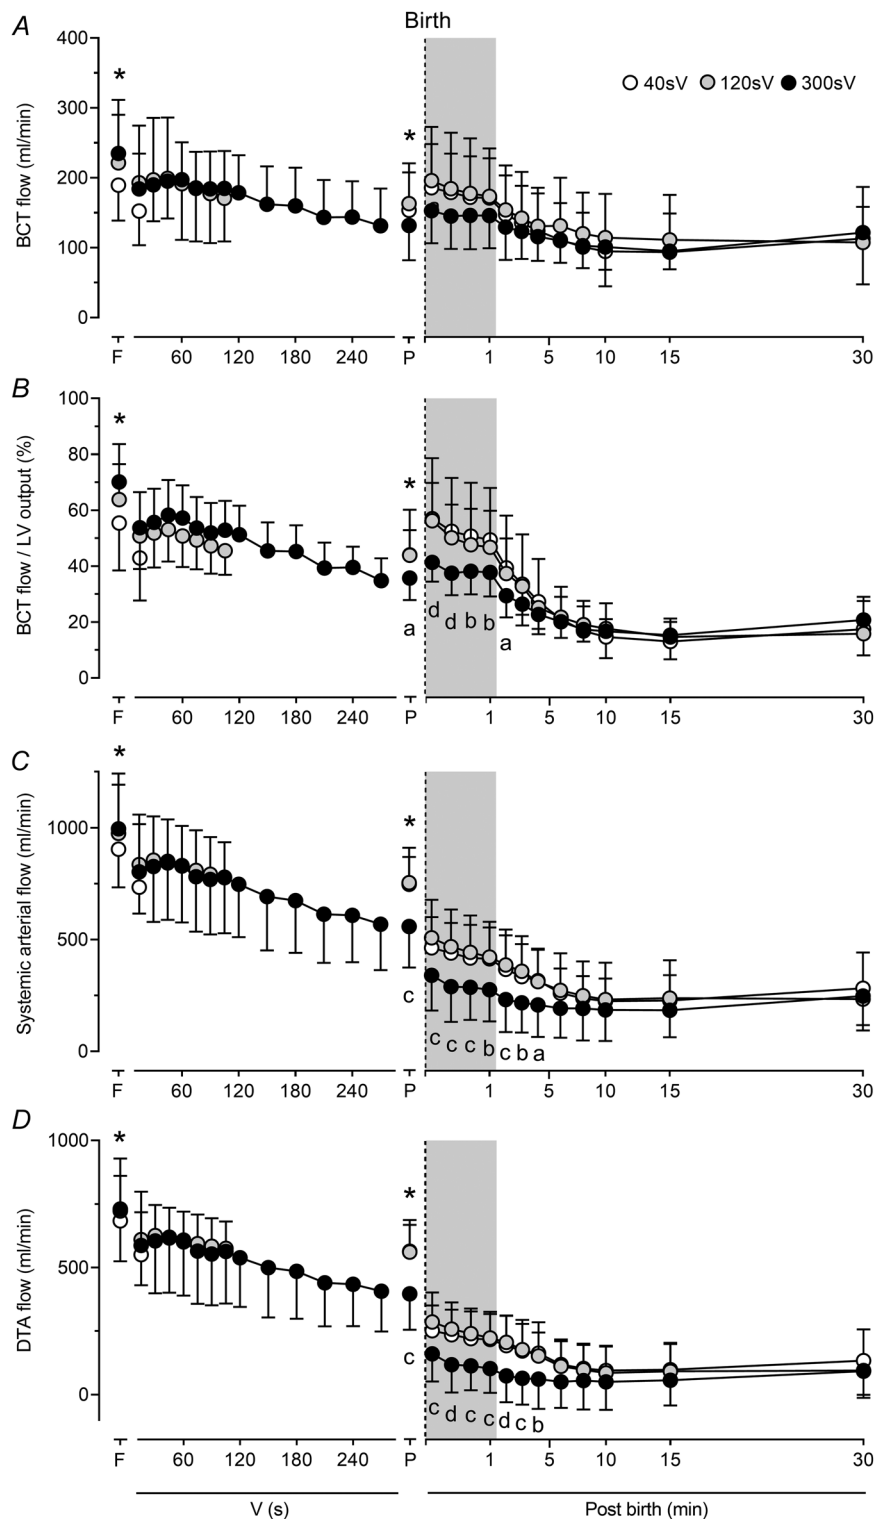 Birth
A
400
300
200
100
0
BCT flow (ml/min)
*
*
40sV 120sV 300sV
F 60 120 180 240 P 1 5 10 15 30
B
100
80
60
40
20
0
BCT flow / LV output (%)
*
*
a d d b b a
F 60 120 180 240 P 1 5 10 15 30
C
1000
500
0
Systemic arterial flow (ml/min)
*
*
c c c c b c b a
F 60 120 180 240 P 1 5 10 15 30
D
1000
500
0
DTA flow (ml/min)
*
*
c c d c c d c b
F 60 120 180 240 P 1 5 10 15 30
V (s) Post birth (min)